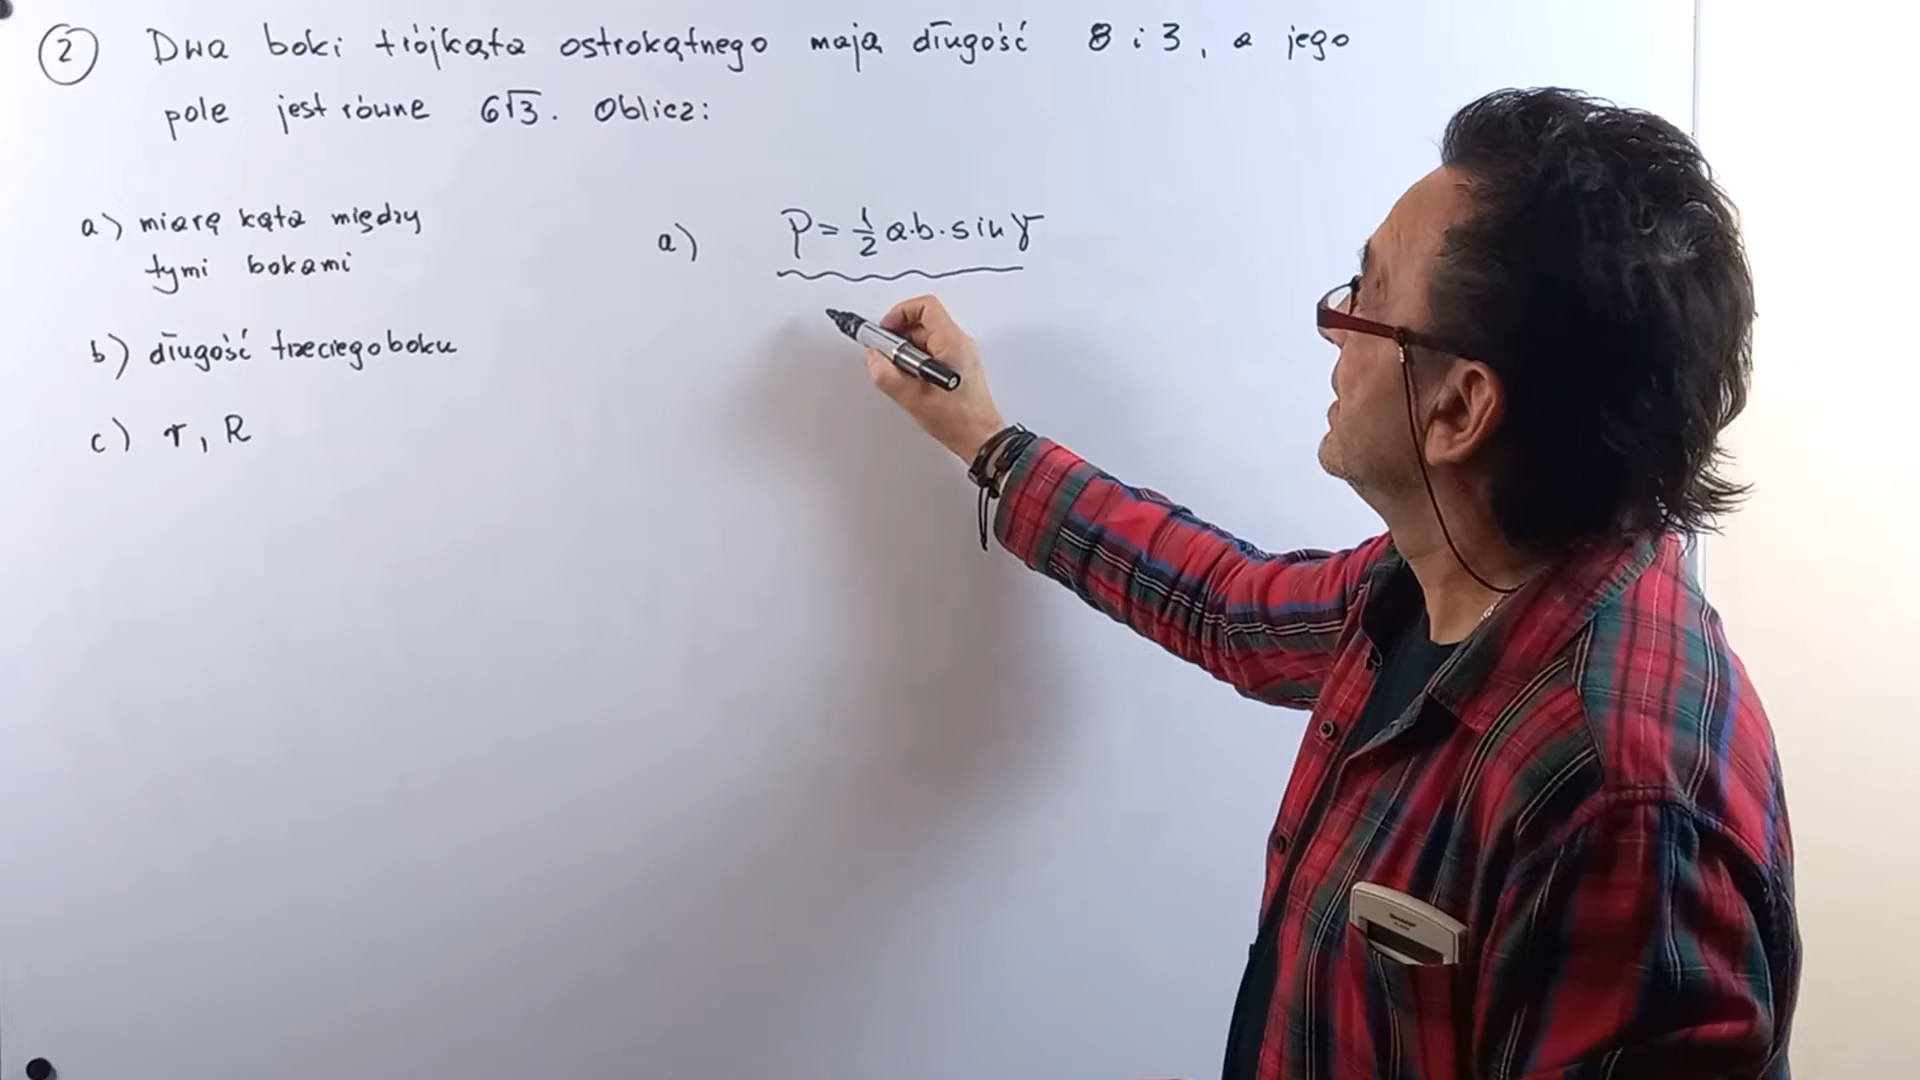 2 Dwa boki trójkąta ostrokątnego mają długość 8 i 3, a jego
pole jest równe 6√3. Oblicz:
a) miarę kąta między
tymi bokami
b) długość trzeciego boku
c) r, R
a) P = 1/2 a·b·sin γ
SHARP